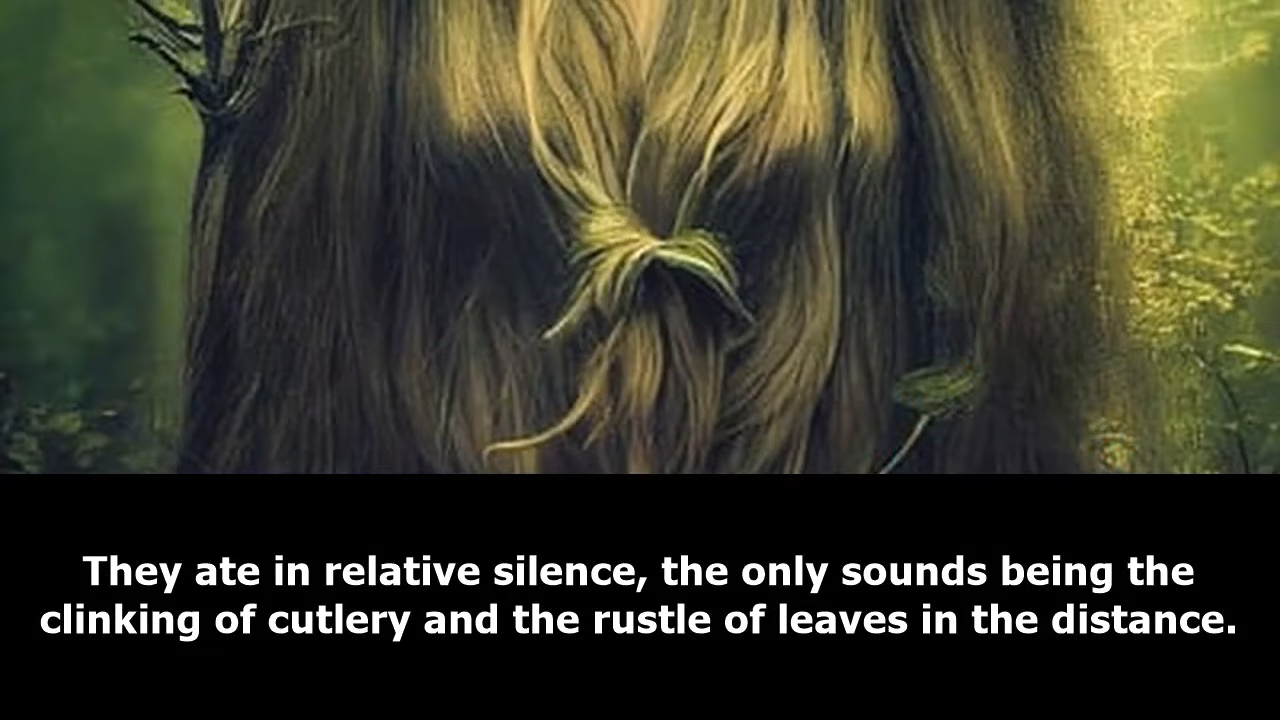 They ate in relative silence, the only sounds being the
clinking of cutlery and the rustle of leaves in the distance.